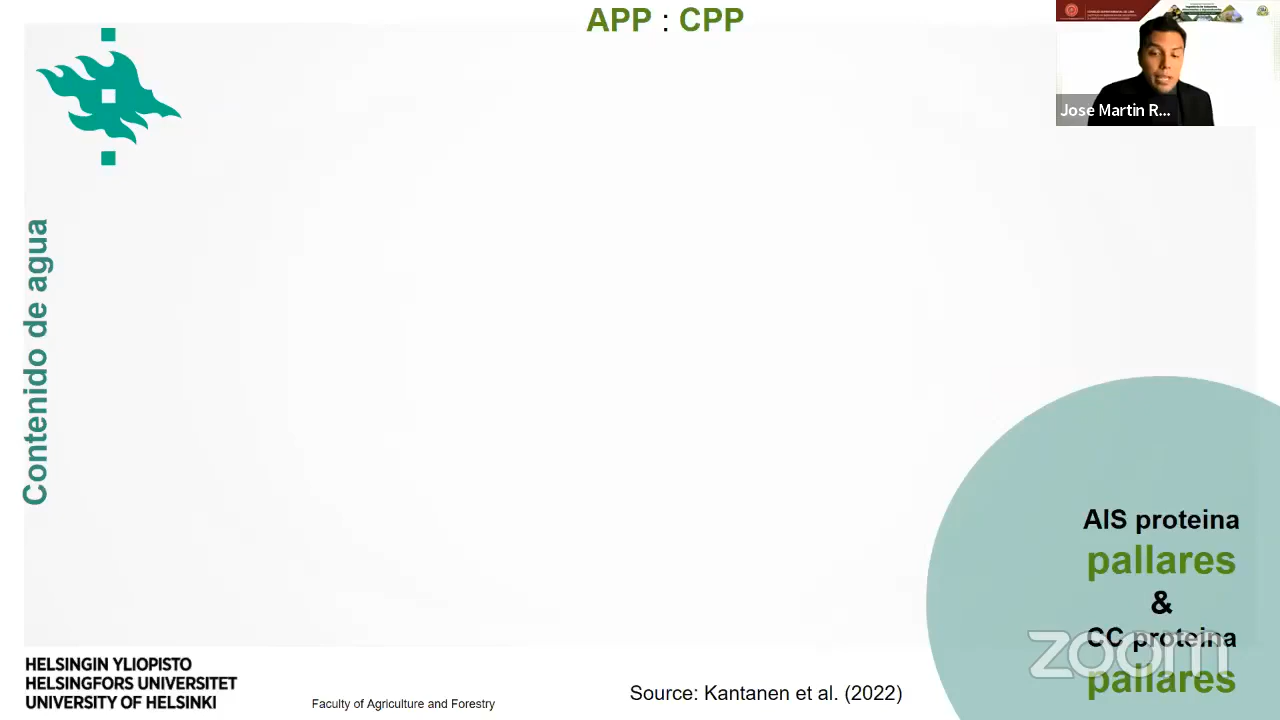 APP : CPP
Jose Martin R...
Contenido de agua
AIS proteina
pallares
&
CC proteina
pallares
zoom
HELSINGIN YLIOPISTO
HELSINGFORS UNIVERSITET
UNIVERSITY OF HELSINKI
Faculty of Agriculture and Forestry
Source: Kantanen et al. (2022)